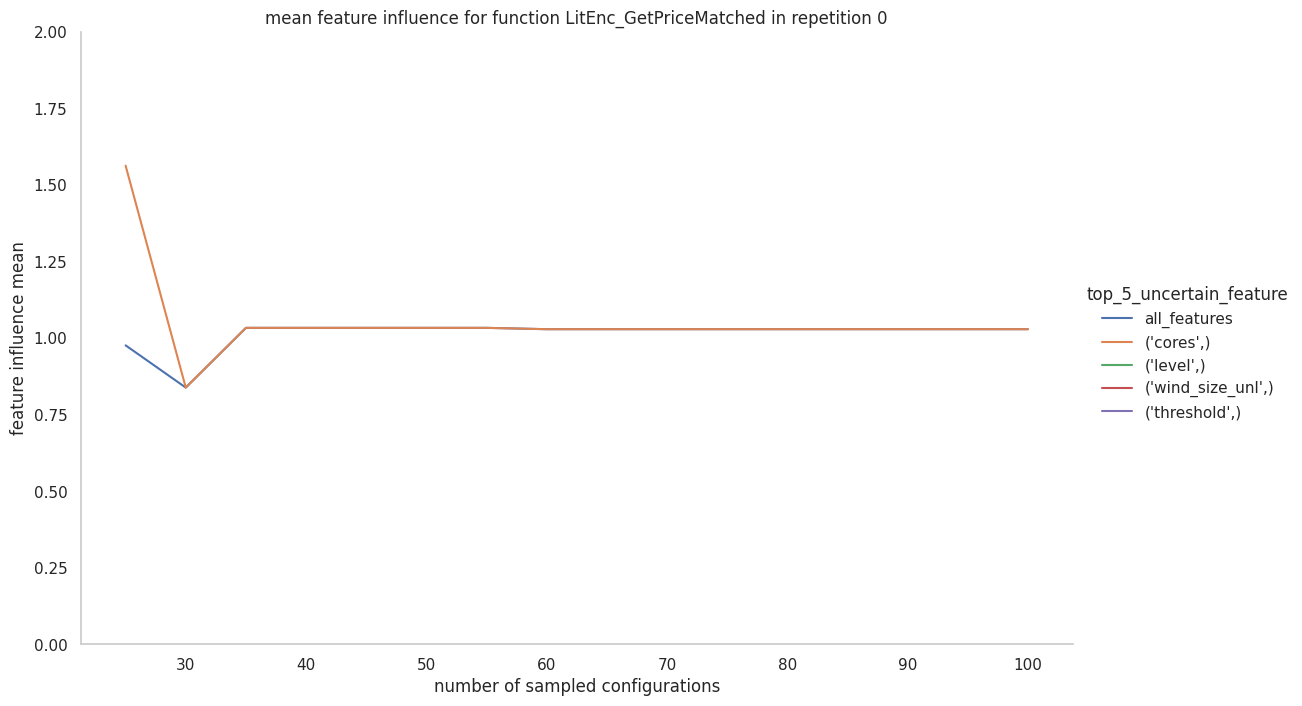 mean feature influence for function LitEnc_GetPriceMatched in repetition 0
2.00
1.75
1.50
1.25
1.00
0.75
0.50
0.25
0.00
feature influence mean
30 40 50 60 70 80 90 100
number of sampled configurations
top_5_uncertain_feature
all_features
('cores',)
('level',)
('wind_size_unl',)
('threshold',)